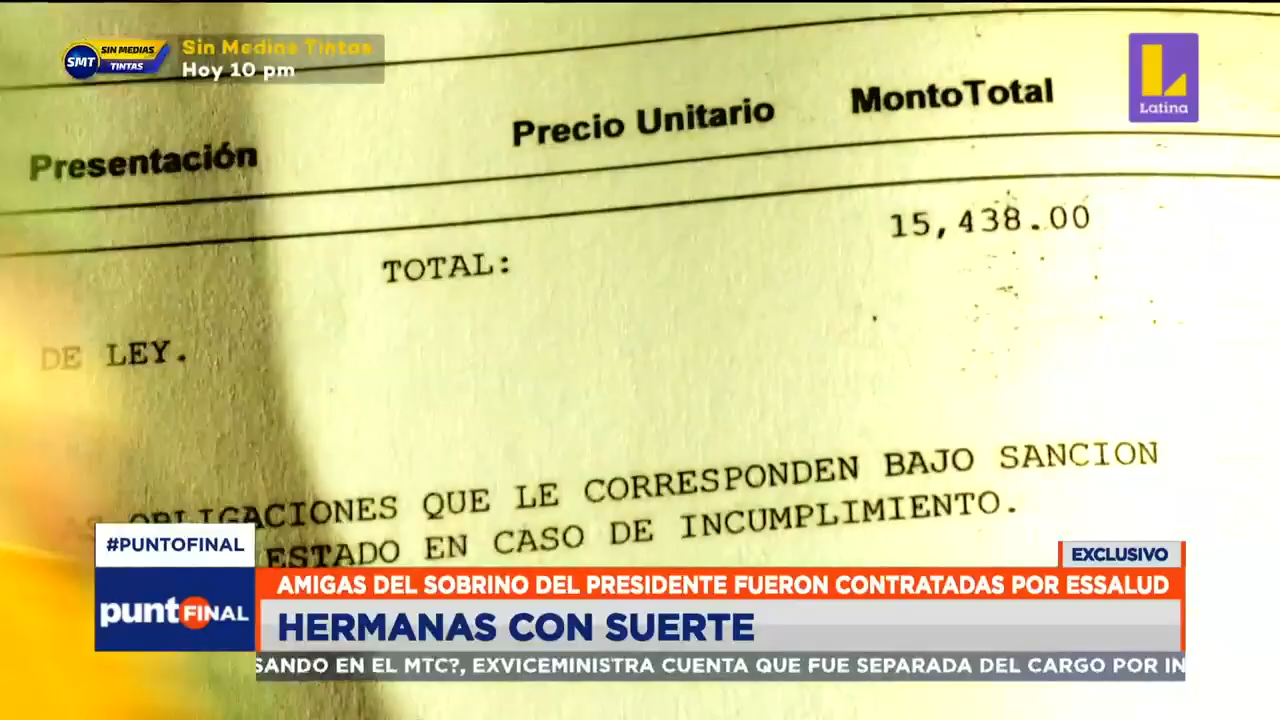 SMT
SIN MEDIAS
TINTAS
Sin Medias Tintas
Hoy 10 pm
Latina
Presentación
Precio Unitario
MontoTotal
TOTAL:
15,438.00
DE LEY.
OBLIGACIONES QUE LE CORRESPONDEN BAJO SANCION
ESTADO EN CASO DE INCUMPLIMIENTO.
#PUNTOFINAL
EXCLUSIVO
puntoFINAL
AMIGAS DEL SOBRINO DEL PRESIDENTE FUERON CONTRATADAS POR ESSALUD
HERMANAS CON SUERTE
SANDO EN EL MTC?, EXVICEMINISTRA CUENTA QUE FUE SEPARADA DEL CARGO POR IN